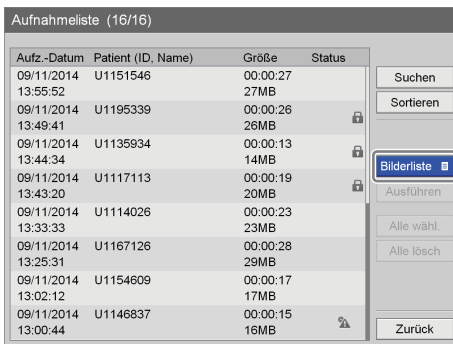 Aufnahmeliste (16/16)
Aufz.-Datum Patient (ID, Name) Größe Status
09/11/2014 U1151546 00:00:27
13:55:52 27MB
09/11/2014 U1195339 00:00:26
13:49:41 26MB
09/11/2014 U1135934 00:00:13
13:44:34 14MB
09/11/2014 U1117113 00:00:19
13:43:20 20MB
09/11/2014 U1114026 00:00:23
13:33:33 23MB
09/11/2014 U1167126 00:00:28
13:25:31 29MB
09/11/2014 U1154609 00:00:17
13:02:12 17MB
09/11/2014 U1146837 00:00:15
13:00:44 16MB
Suchen
Sortieren
Bilderliste
Ausführen
Alle wähl.
Alle lösch
Zurück